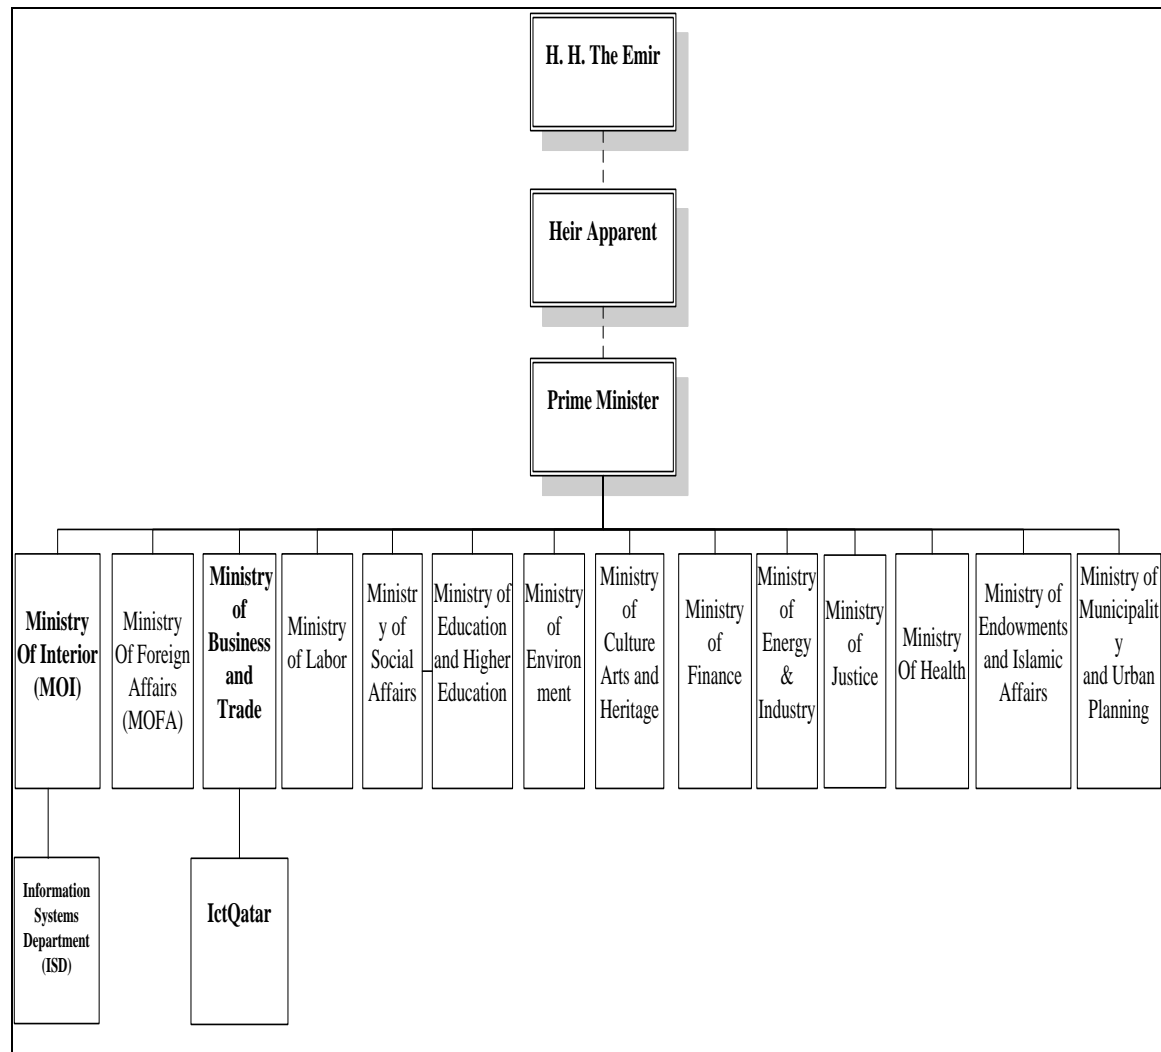 H. H. The Emir
Heir Apparent
Prime Minister
Ministry
Of Interior
(MOI)
Ministry
Of Foreign
Affairs
(MOFA)
Ministry
of
Business
and
Trade
Ministry
of Labor
Ministr
y of
Social
Affairs
Ministry of
Education
and Higher
Education
Ministry
of
Environ
ment
Ministry
of
Culture
Arts and
Heritage
Ministry
of
Finance
Ministry
of
Energy
&
Industry
Ministry
of
Justice
Ministry
Of Health
Ministry of
Endowments
and Islamic
Affairs
Ministry of
Municipalit
y
and Urban
Planning
Information
Systems
Department
(ISD)
IctQatar